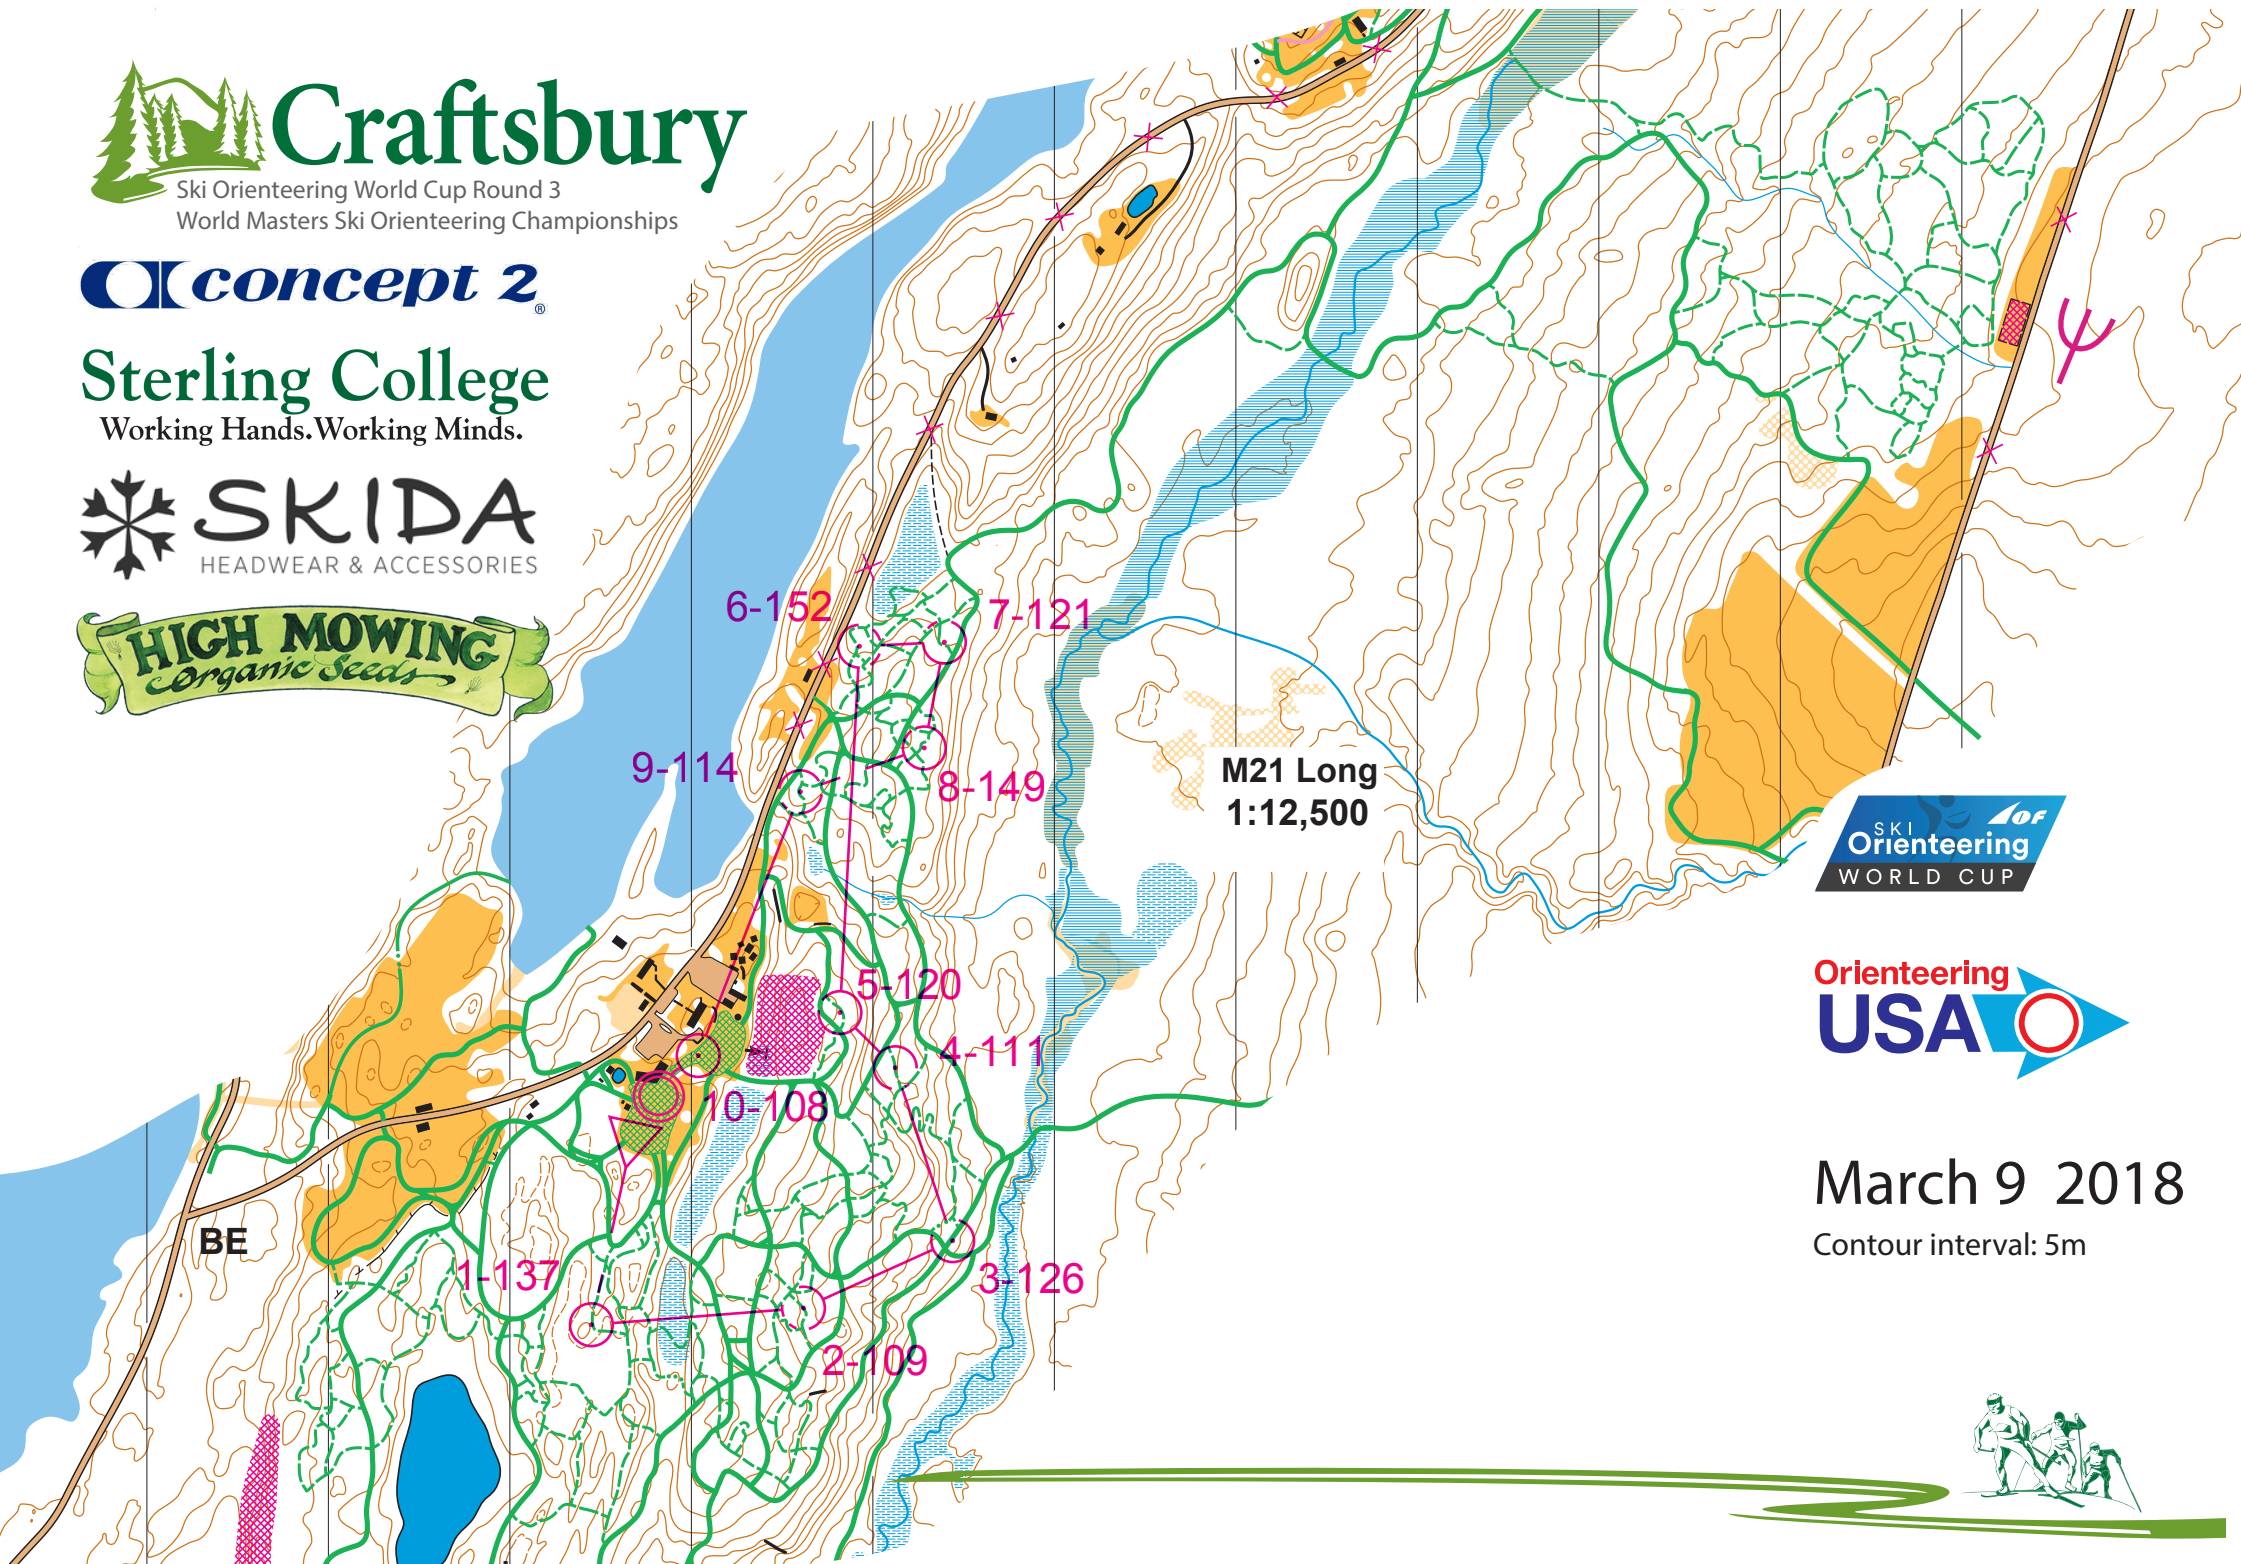 Craftsbury
Ski Orienteering World Cup Round 3
World Masters Ski Orienteering Championships
concept 2®
Sterling College
Working Hands.Working Minds.
SKIDA
HEADWEAR & ACCESSORIES
HIGH MOWING
Organic Seeds
6-152
7-121
9-114
8-149
M21 Long
1:12,500
5-120
4-111
10-108
BE
1-137
3-126
2-109
SKI
IOF
Orienteering
WORLD CUP
Orienteering
USA
March 9 2018
Contour interval: 5m